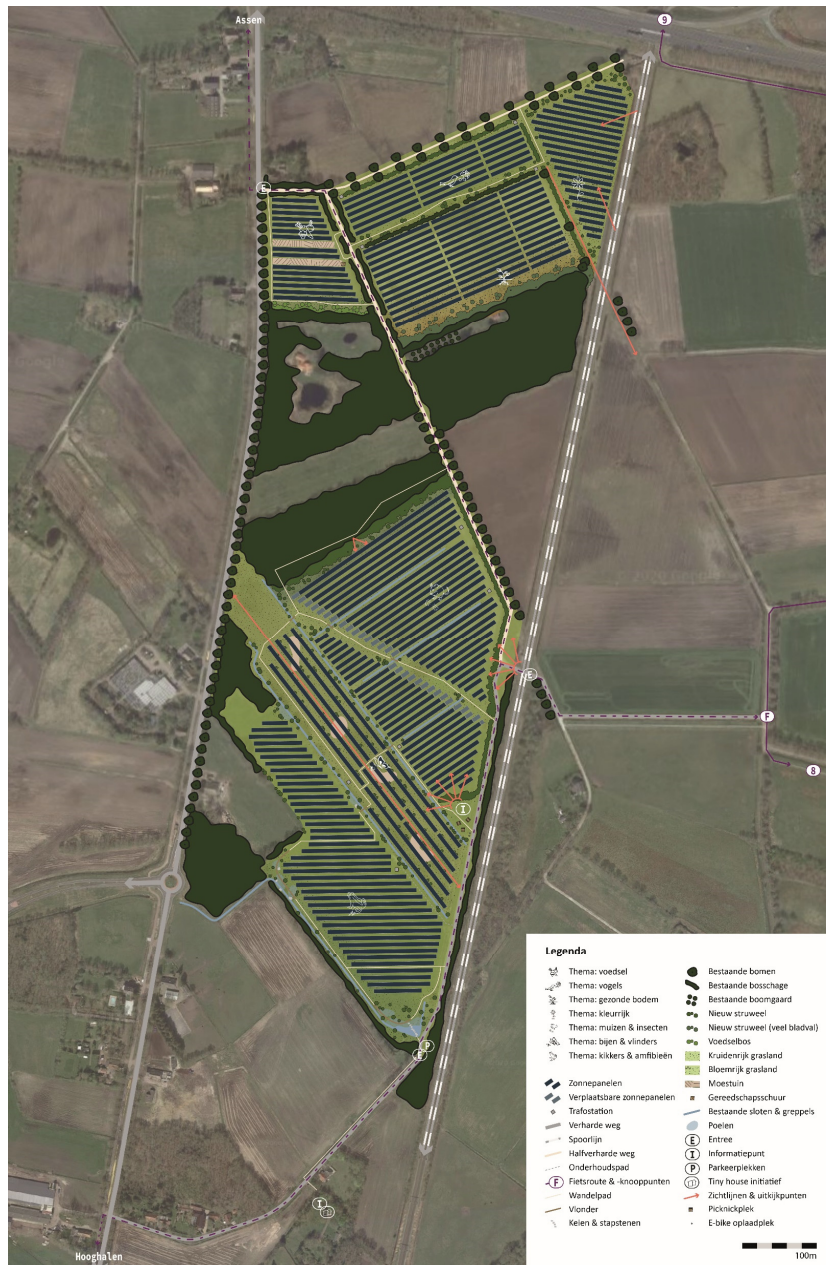 Assen
9
E
E
F
8
I
P
E
I
Hooghalen
Legenda
Thema: voedsel
Thema: vogels
Thema: gezonde bodem
Thema: kleurrijk
Thema: muizen & insecten
Thema: bijen & vlinders
Thema: kikkers & amfibieën
Zonnepanelen
Verplaatsbare zonnepanelen
Trafostation
Verharde weg
Spoorlijn
Halfverharde weg
Onderhoudspad
F Fietsroute & -knooppunten
Wandelpad
Vlonder
Keien & stapstenen
Bestaande bomen
Bestaande bosschage
Bestaande boomgaard
Nieuw struweel
Nieuw struweel (veel bladval)
Voedselbos
Kruidenrijk grasland
Bloemrijk grasland
Moestuin
Gereedschapsschuur
Bestaande sloten & greppels
Poelen
E Entree
I Informatiepunt
P Parkeerplekken
Tiny house initiatief
Zichtlijnen & uitkijkpunten
Picknickplek
E-bike oplaadplek
100m